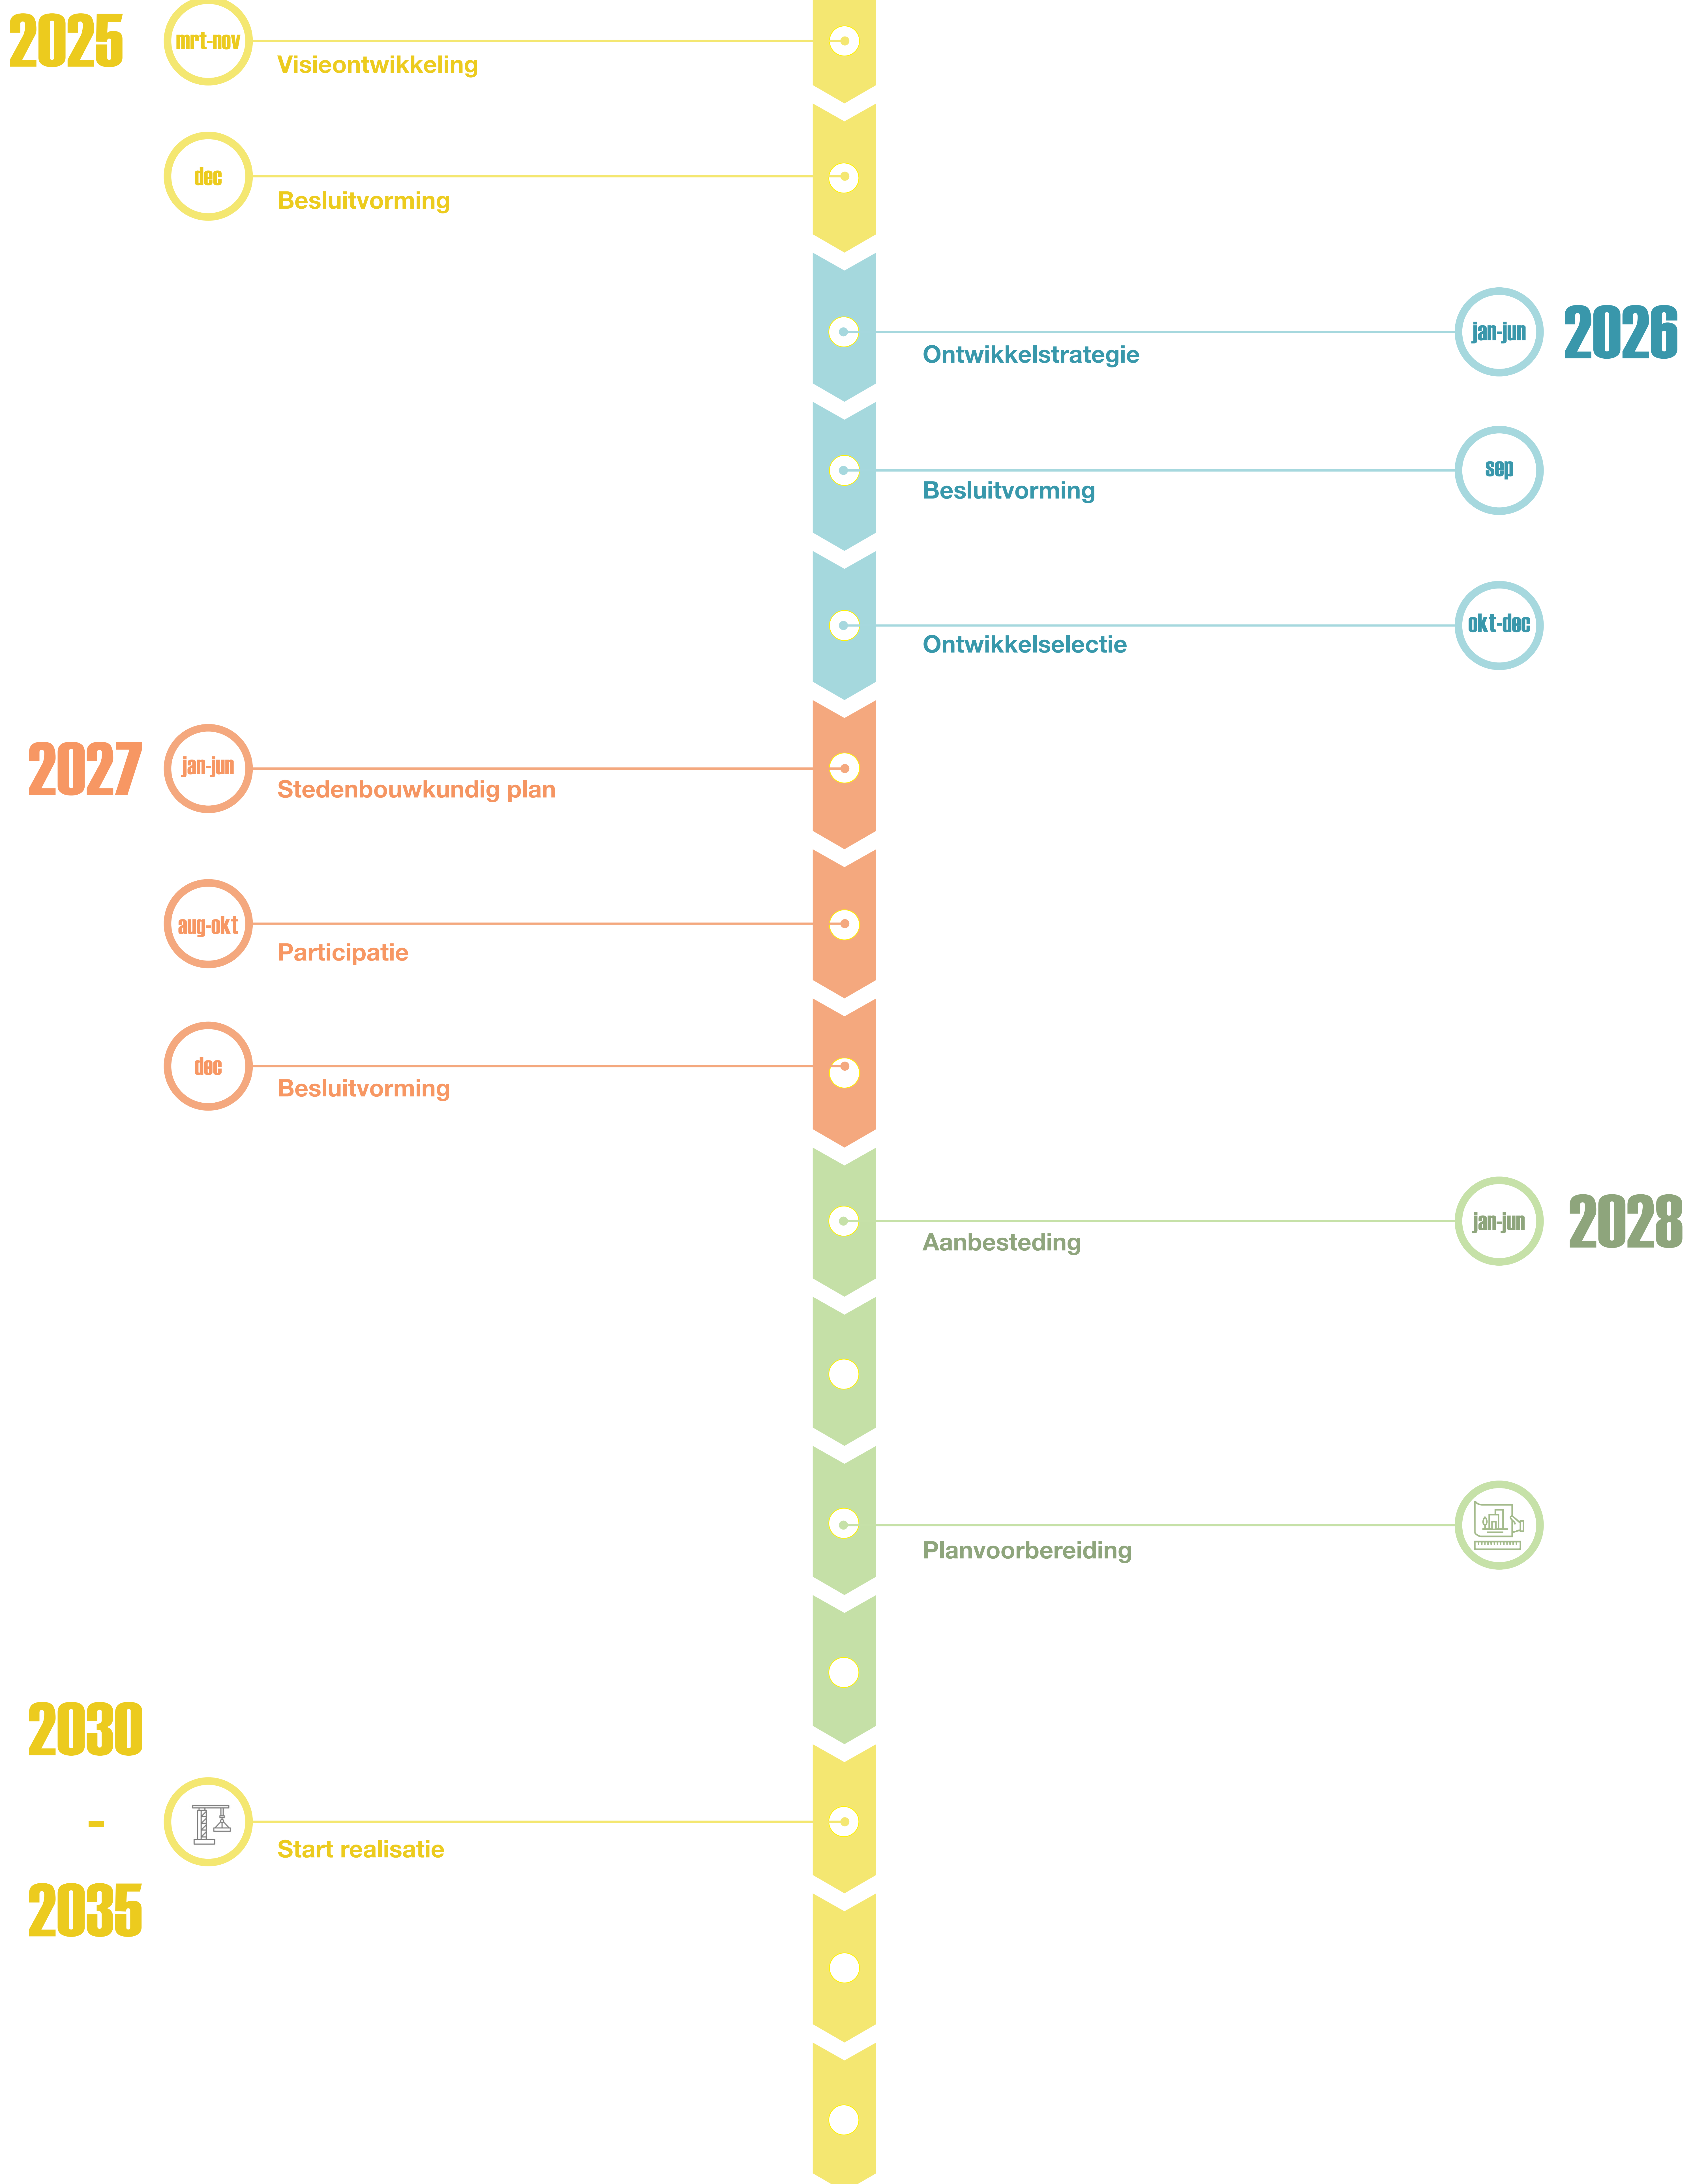 2025
mrt-nov
Visieontwikkeling
dec
Besluitvorming
jan-jun
2026
Ontwikkelstrategie
sep
Besluitvorming
okt-dec
Ontwikkelselectie
2027
jan-jun
Stedenbouwkundig plan
aug-okt
Participatie
dec
Besluitvorming
jan-jun
2028
Aanbesteding
Planvoorbereiding
2030
-
2035
Start realisatie